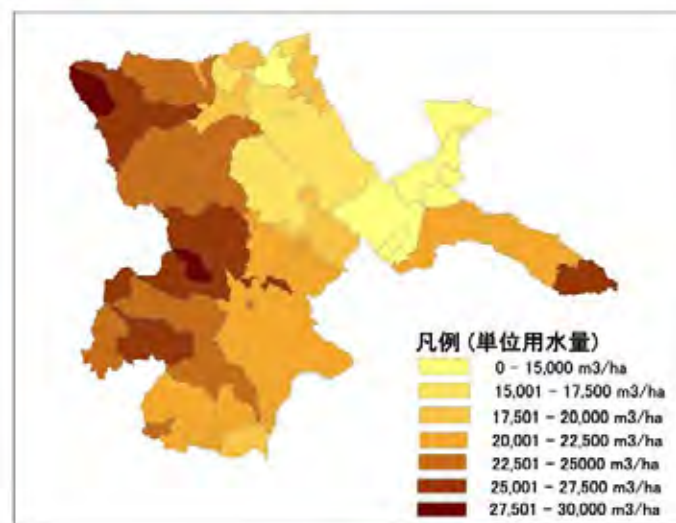 凡例 (単位用水量)
0 - 15,000 m3/ha
15,001 - 17,500 m3/ha
17,501 - 20,000 m3/ha
20,001 - 22,500 m3/ha
22,501 - 25000 m3/ha
25,001 - 27,500 m3/ha
27,501 - 30,000 m3/ha